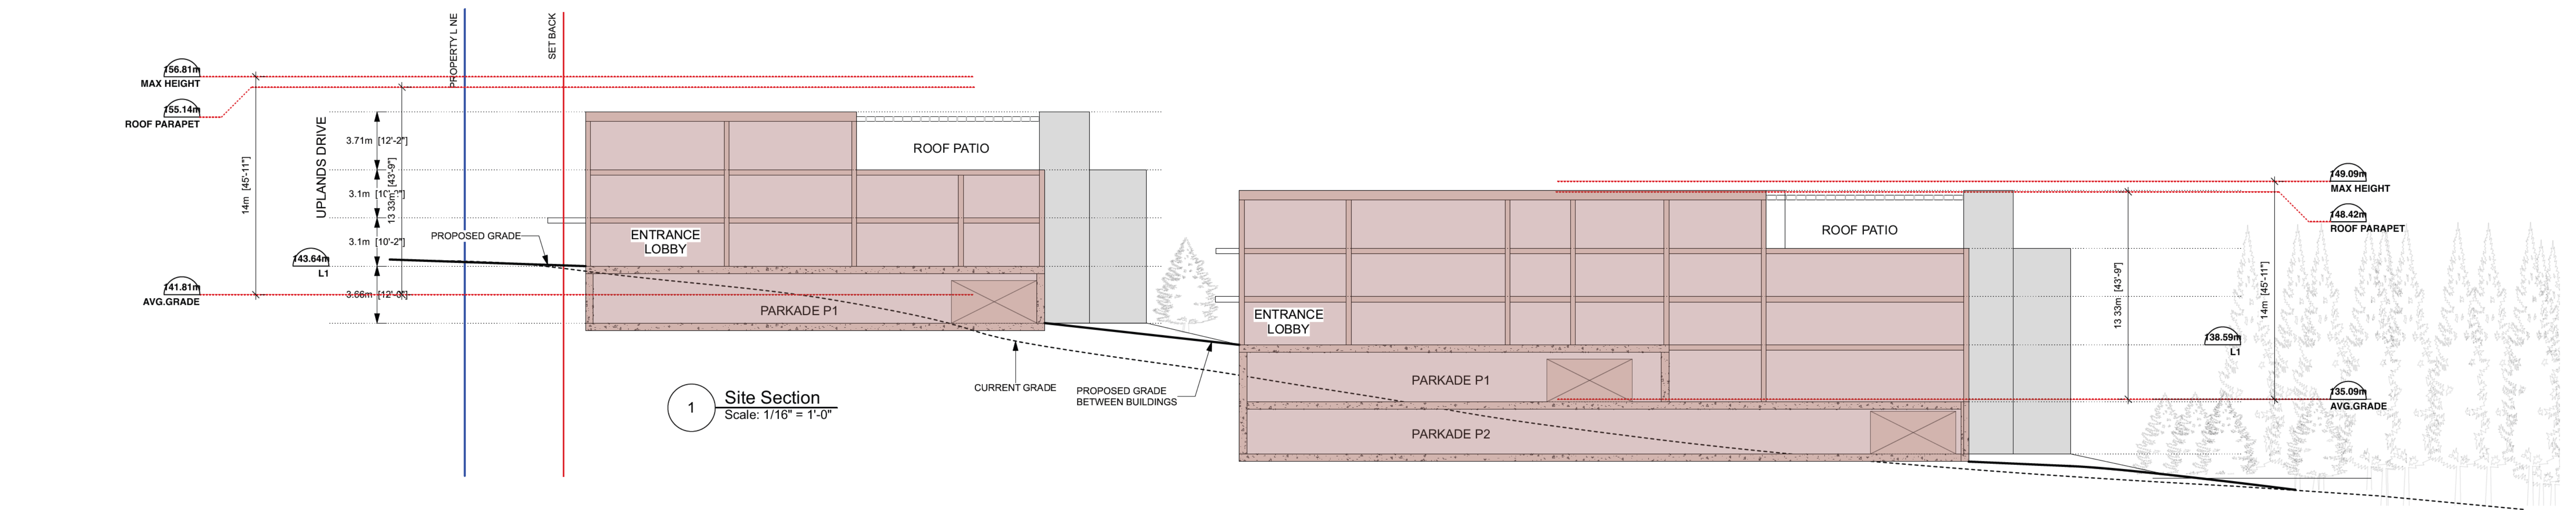 PROPERTY L NE
SET BACK
156.81m
MAX HEIGHT
155.14m
ROOF PARAPET
14m [45'-11"]
UPLANDS DRIVE
3.71m [12'-2"]
13 33m [43'-9"]
3.1m
3.1m [10'-2"]
3.66m [12'-0"]
143.64m
L1
141.81m
AVG.GRADE
PROPOSED GRADE
ENTRANCE
LOBBY
ROOF PATIO
PARKADE P1
1
Site Section
Scale: 1/16" = 1'-0"
CURRENT GRADE
PROPOSED GRADE
BETWEEN BUILDINGS
ENTRANCE
LOBBY
ROOF PATIO
PARKADE P1
PARKADE P2
149.09m
MAX HEIGHT
148.42m
ROOF PARAPET
13 33m [43'-9"]
14m [45'-11"]
138.59m
L1
135.09m
AVG.GRADE